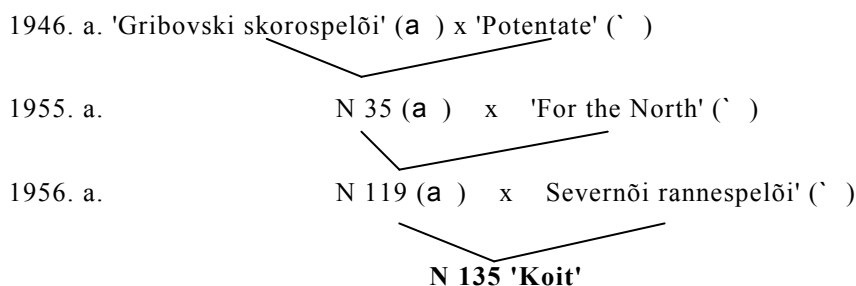 1946. a. 'Gribovski skorospelõi' (a ) x 'Potentate' (` )
1955. a. N 35 (a ) x 'For the North' (` )
1956. a. N 119 (a ) x Severnõi rannespelõi' (` )
N 135 'Koit'